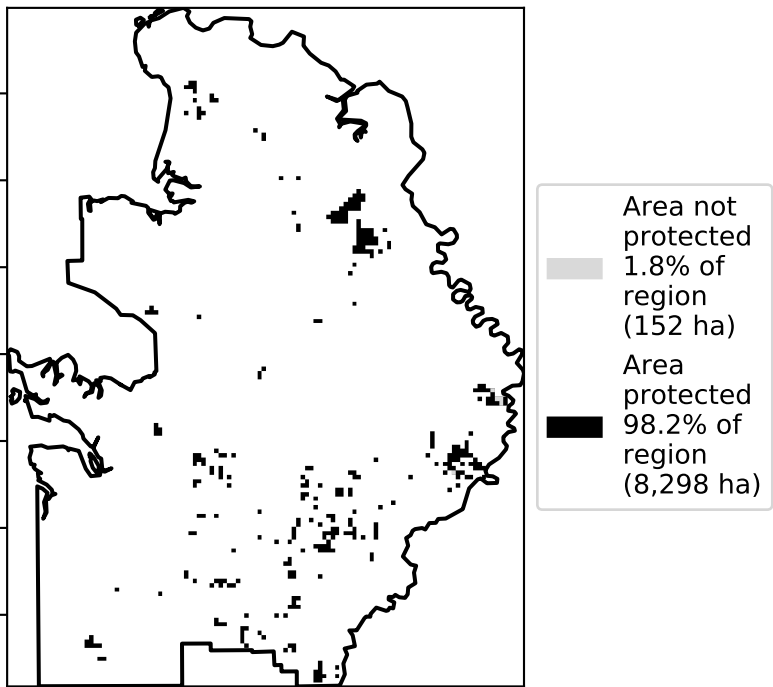 Area not
protected
1.8% of
region
(152 ha)
Area
protected
98.2% of
region
(8,298 ha)